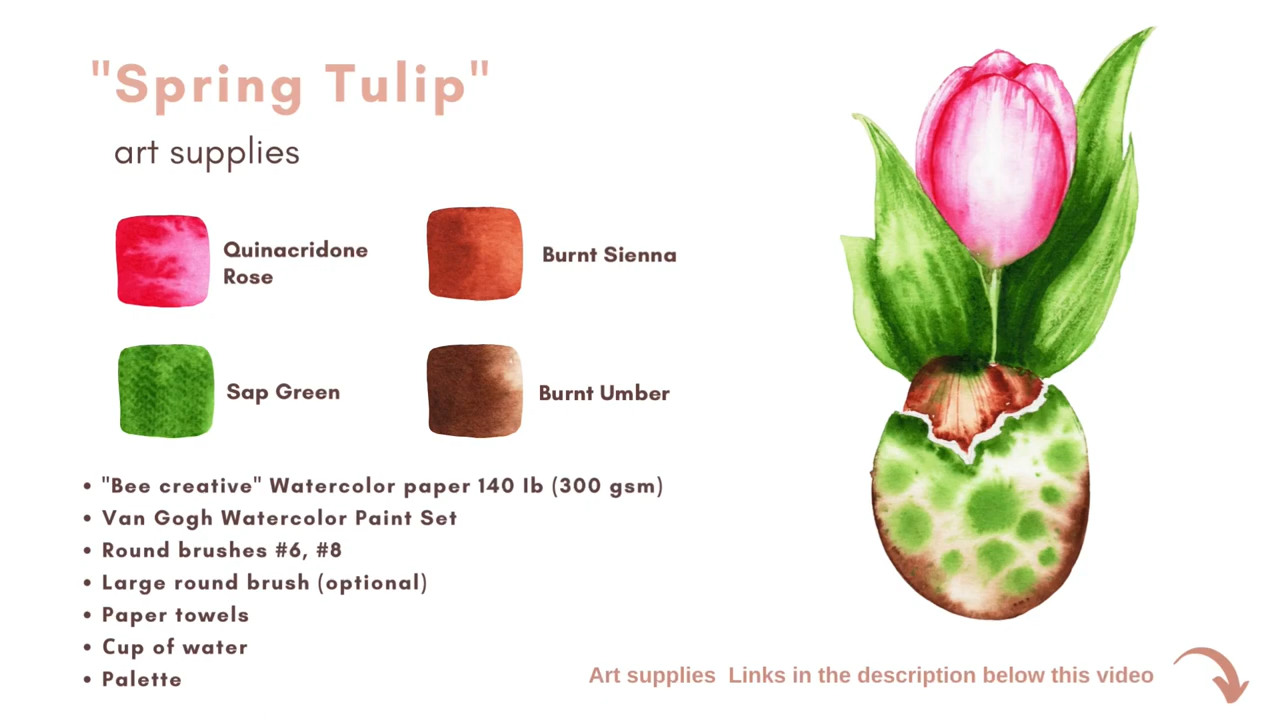 "Spring Tulip"
art supplies
Quinacridone
Rose
Burnt Sienna
Sap Green
Burnt Umber
• "Bee creative" Watercolor paper 140 Ib (300 gsm)
• Van Gogh Watercolor Paint Set
• Round brushes #6, #8
• Large round brush (optional)
• Paper towels
• Cup of water
• Palette
Art supplies  Links in the description below this video